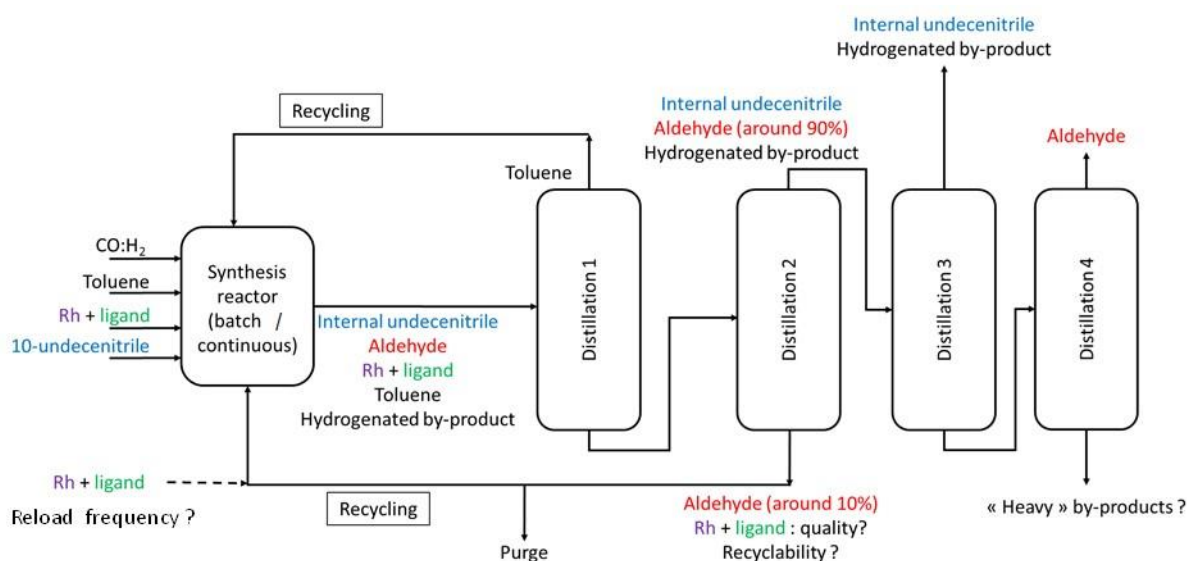 Internal undecenitrile
Hydrogenated by-product
Recycling
Internal undecenitrile
Aldehyde (around 90%)
Hydrogenated by-product
Aldehyde
Toluene
CO:H₂
Toluene
Rh + ligand
10-undecenitrile
Synthesis
reactor
(batch /
continuous)
Internal undecenitrile
Aldehyde
Rh + ligand
Toluene
Hydrogenated by-product
Distillation 1
Distillation 2
Distillation 3
Distillation 4
Rh + ligand
Reload frequency ?
Recycling
Purge
Aldehyde (around 10%)
Rh + ligand : quality?
Recyclability ?
« Heavy » by-products ?